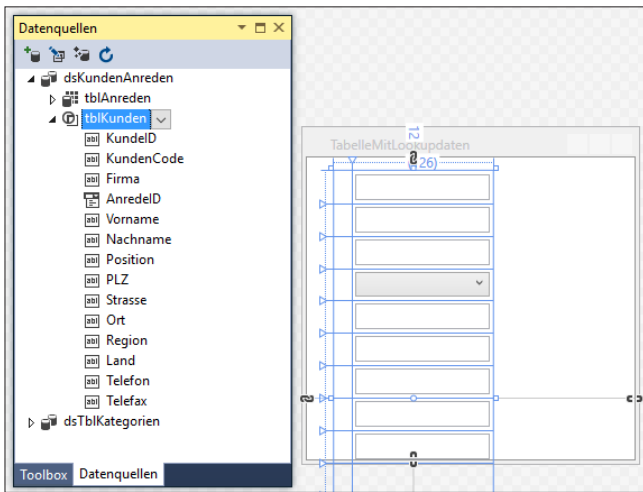 Datenquellen
dsKundenAnreden
tblAnreden
tblKunden
KundeID
KundenCode
Firma
AnredeID
Vorname
Nachname
Position
PLZ
Strasse
Ort
Region
Land
Telefon
Telefax
dsTblKategorien
Toolbox Datenquellen
TabelleMitLookupdaten
12